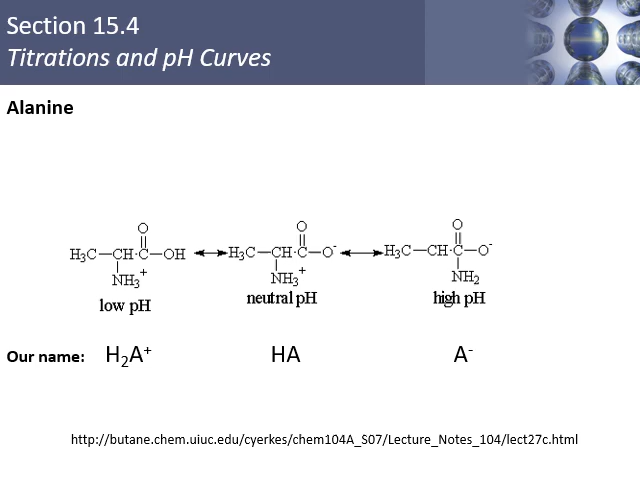 Section 15.4
Titrations and pH Curves
Alanine
O O O
H₃C—CH—C—OH ⟷ H₃C—CH—C—O⁻ ⟷ H₃C—CH—C—O⁻
NH₃⁺ NH₃⁺ NH₂
low pH neutral pH high pH
Our name: H₂A⁺ HA A⁻
http://butane.chem.uiuc.edu/cyerkes/chem104A_S07/Lecture_Notes_104/lect27c.html